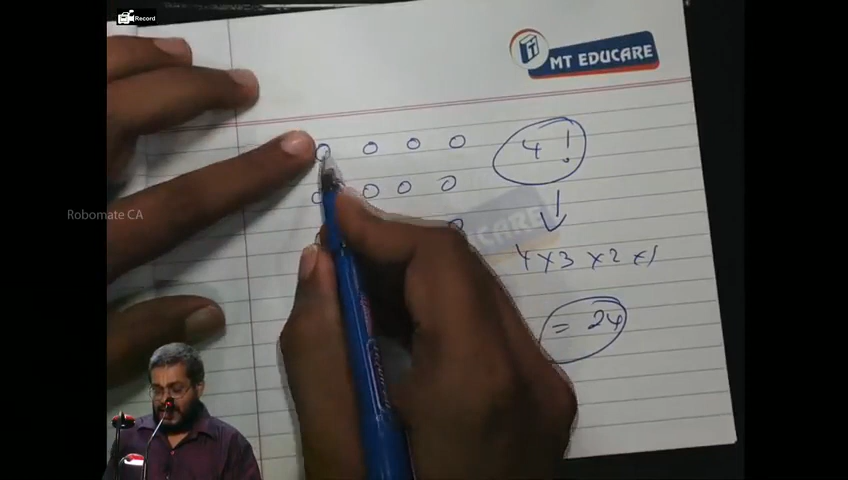 Record
MT EDUCARE
4 !
o o o o
o o o o
4 x 3 x 2 x 1
Robomate CA
= 24